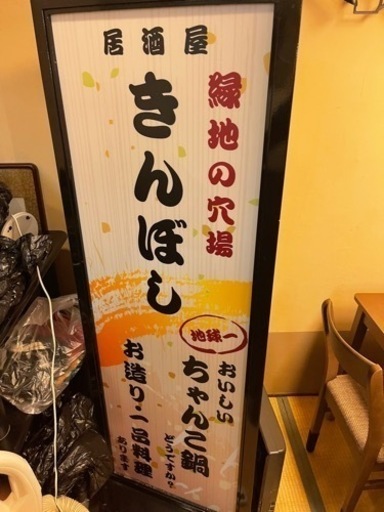 居酒屋
縁地の穴場
きんぼし
地球一
おいしい
ちゃんこ鍋
どうですか?
お造り・一品料理
あります